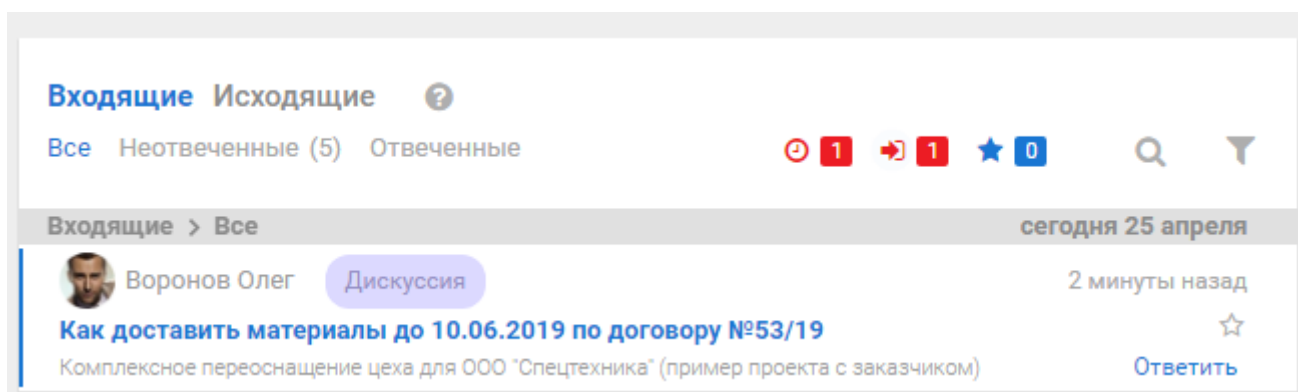 Входящие Исходящие ?
Все Неотвеченные (5) Отвеченные 1 1 0
Входящие > Все сегодня 25 апреля
Воронов Олег Дискуссия 2 минуты назад
Как доставить материалы до 10.06.2019 по договору №53/19
Комплексное переоснащение цеха для ООО "Спецтехника" (пример проекта с заказчиком) Ответить